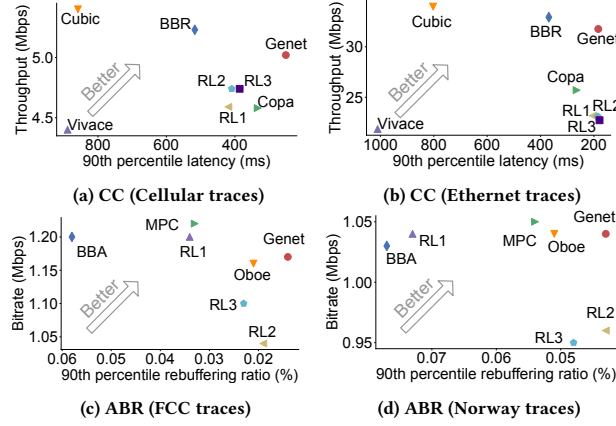 Throughput (Mbps)
5.0
4.5
Cubic
BBR
Genet
RL2
RL3
RL1
Copa
Vivace
Better
800
600
400
90th percentile latency (ms)
(a) CC (Cellular traces)
Throughput (Mbps)
30
25
Cubic
BBR
Genet
Copa
RL1
RL2
RL3
Vivace
Better
1000
800
600
400
200
90th percentile latency (ms)
(b) CC (Ethernet traces)
Bitrate (Mbps)
1.20
1.15
1.10
1.05
BBA
MPC
RL1
Genet
Oboe
RL3
RL2
Better
0.06
0.05
0.04
0.03
0.02
90th percentile rebuffering ratio (%)
(c) ABR (FCC traces)
Bitrate (Mbps)
1.05
1.00
0.95
BBA
RL1
MPC
Genet
Oboe
RL2
RL3
Better
0.07
0.06
0.05
90th percentile rebuffering ratio (%)
(d) ABR (Norway traces)